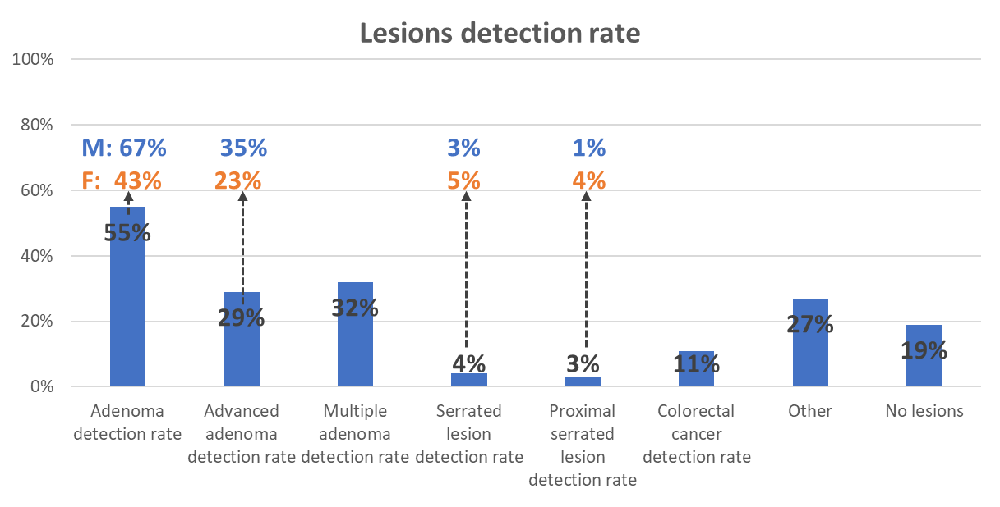 Lesions detection rate
100%
80%
M: 67% 35% 3% 1%
F: 43% 23% 5% 4%
60%
55%
40%
29% 32% 27%
20%
4% 3% 11% 19%
0%
Adenoma detection rate
Advanced adenoma detection rate
Multiple adenoma detection rate
Serrated lesion detection rate
Proximal serrated lesion detection rate
Colorectal cancer detection rate
Other
No lesions